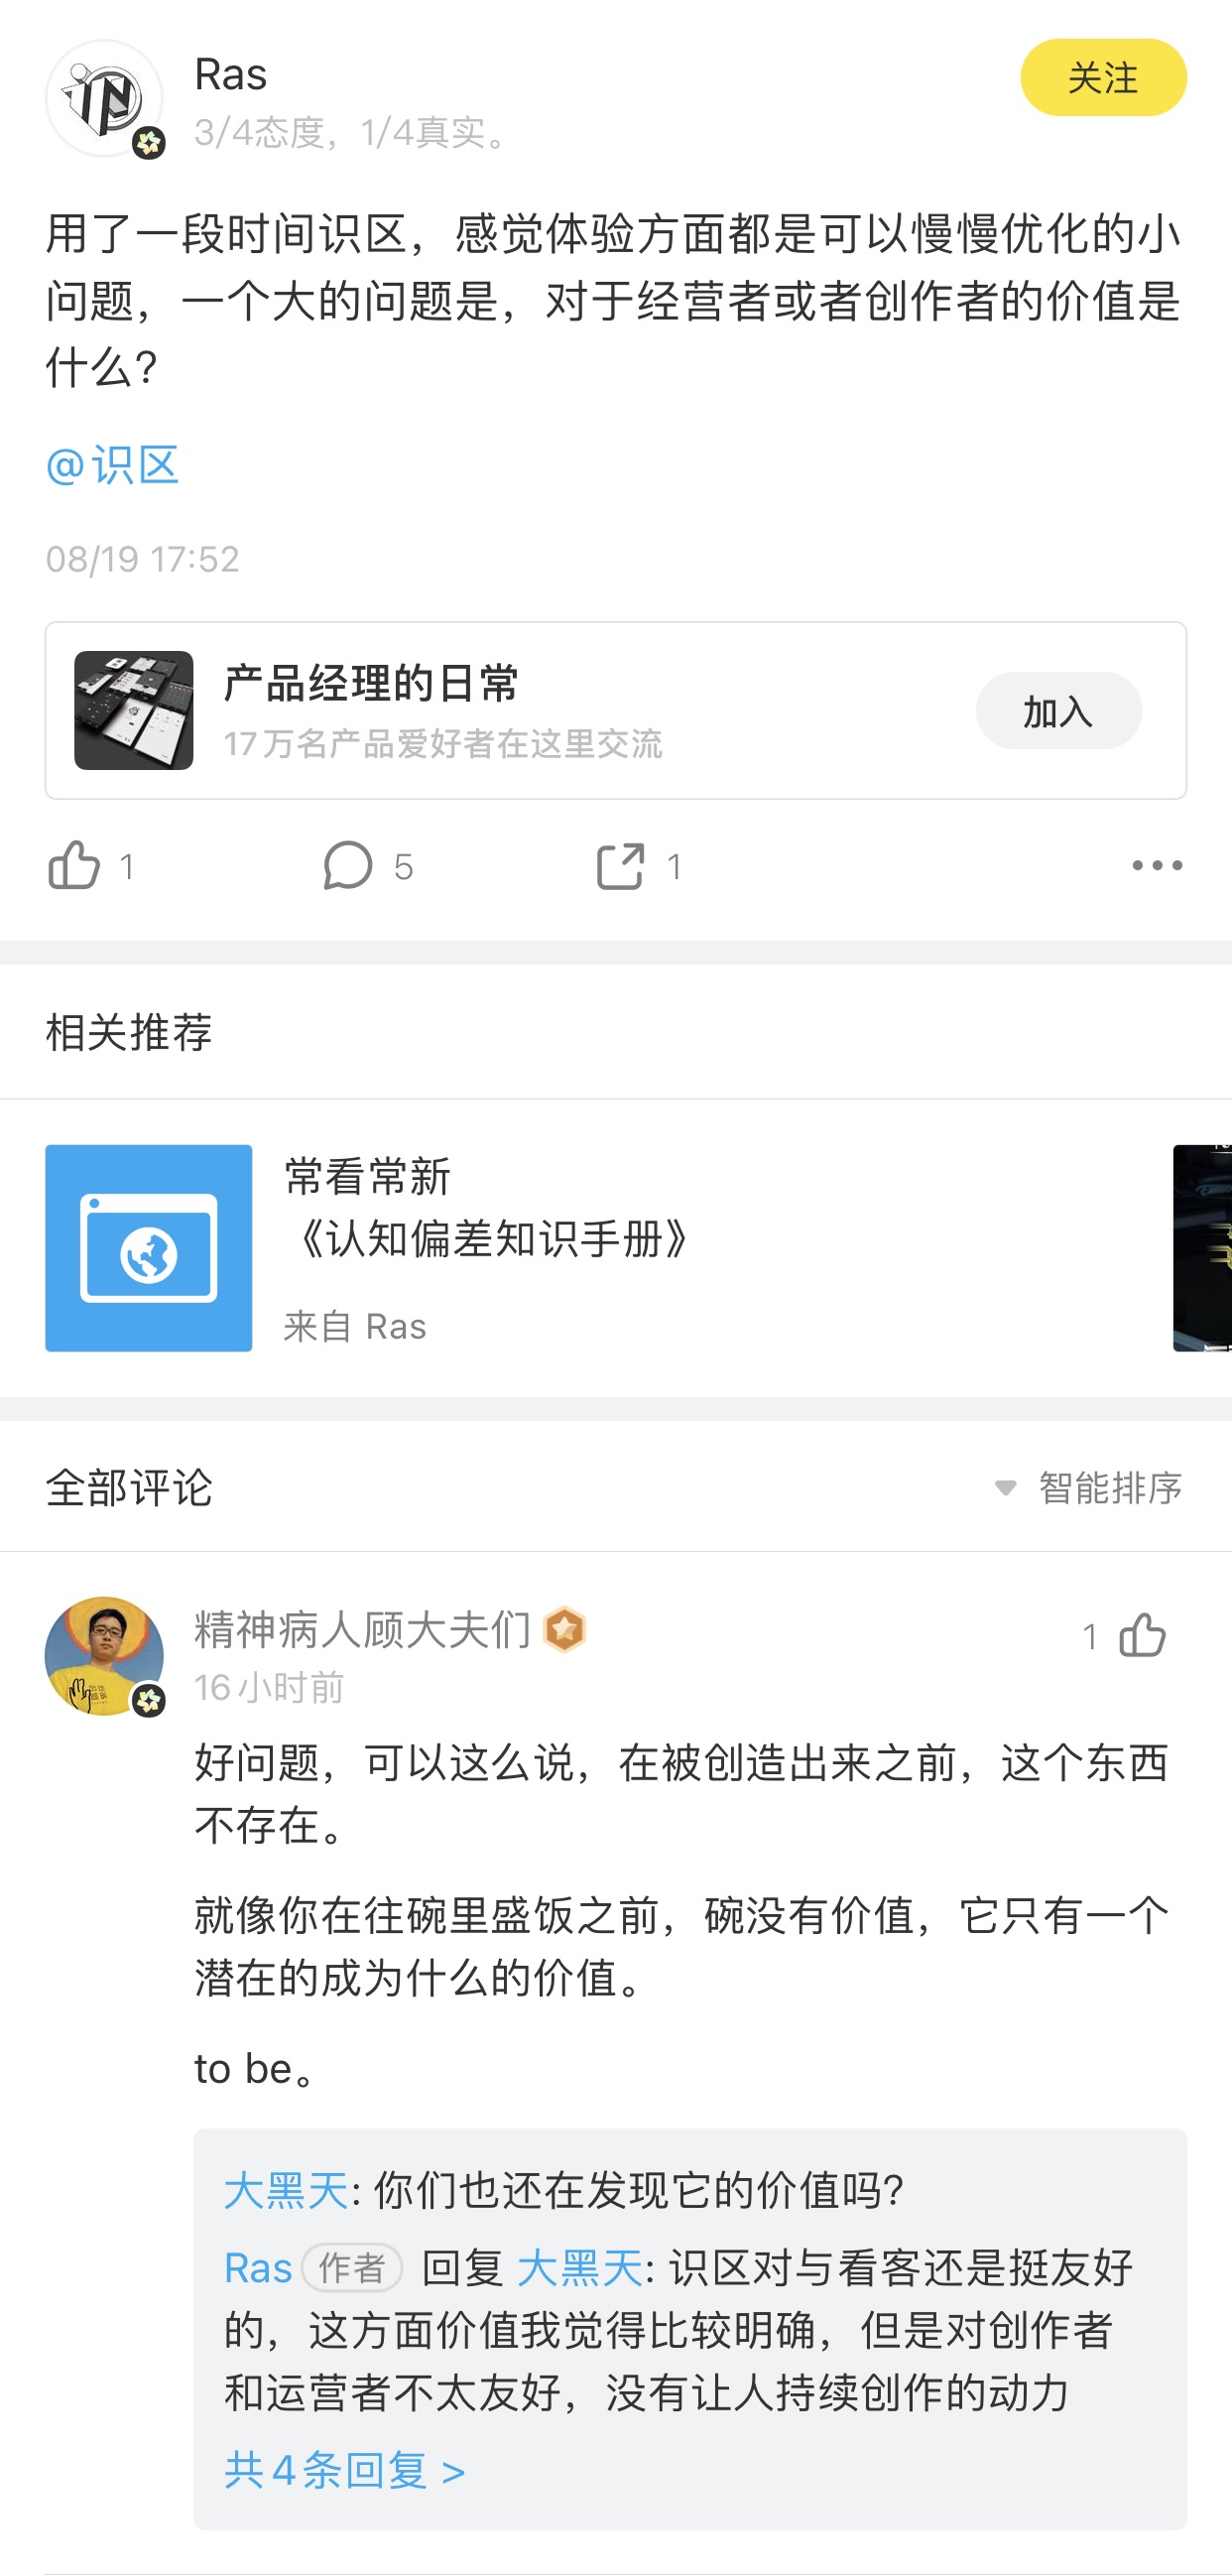 Ras
关注
3/4态度，1/4真实。
用了一段时间识区，感觉体验方面都是可以慢慢优化的小
问题，一个大的问题是，对于经营者或者创作者的价值是
什么？
@识区
08/19 17:52
产品经理的日常
17万名产品爱好者在这里交流
加入
1
5
1
相关推荐
常看常新
《认知偏差知识手册》
来自 Ras
全部评论
智能排序
精神病人顾大夫们
1
16小时前
好问题，可以这么说，在被创造出来之前，这个东西
不存在。
就像你在往碗里盛饭之前，碗没有价值，它只有一个
潜在的成为什么的价值。
to be。
大黑天: 你们也还在发现它的价值吗？
Ras 作者 回复 大黑天: 识区对与看客还是挺友好
的，这方面价值我觉得比较明确，但是对创作者
和运营者不太友好，没有让人持续创作的动力
共4条回复 >